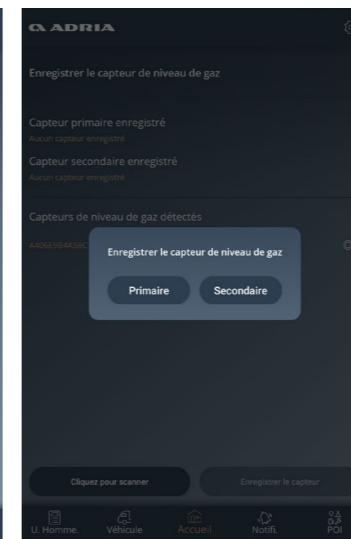 ADRIA
Enregistrer le capteur de niveau de gaz
Capteur primaire enregistré
Aucun capteur enregistré
Capteur secondaire enregistré
Aucun capteur enregistré
Capteurs de niveau de gaz détectés
Enregistrer le capteur de niveau de gaz
Primaire Secondaire
Cliquez pour scanner Enregistrer le capteur
U. Homme. Véhicule Accueil Notifi. POI